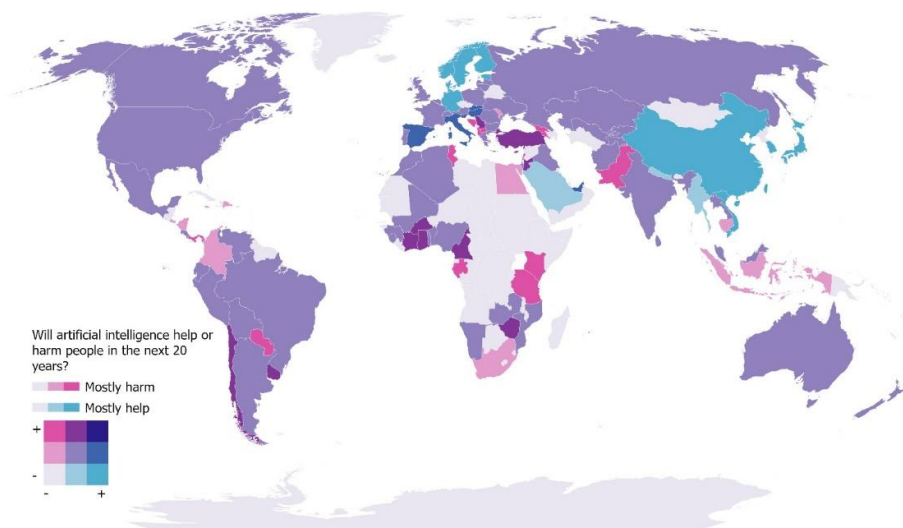 Will artificial intelligence help or
harm people in the next 20
years?
Mostly harm
Mostly help
+
-
- +